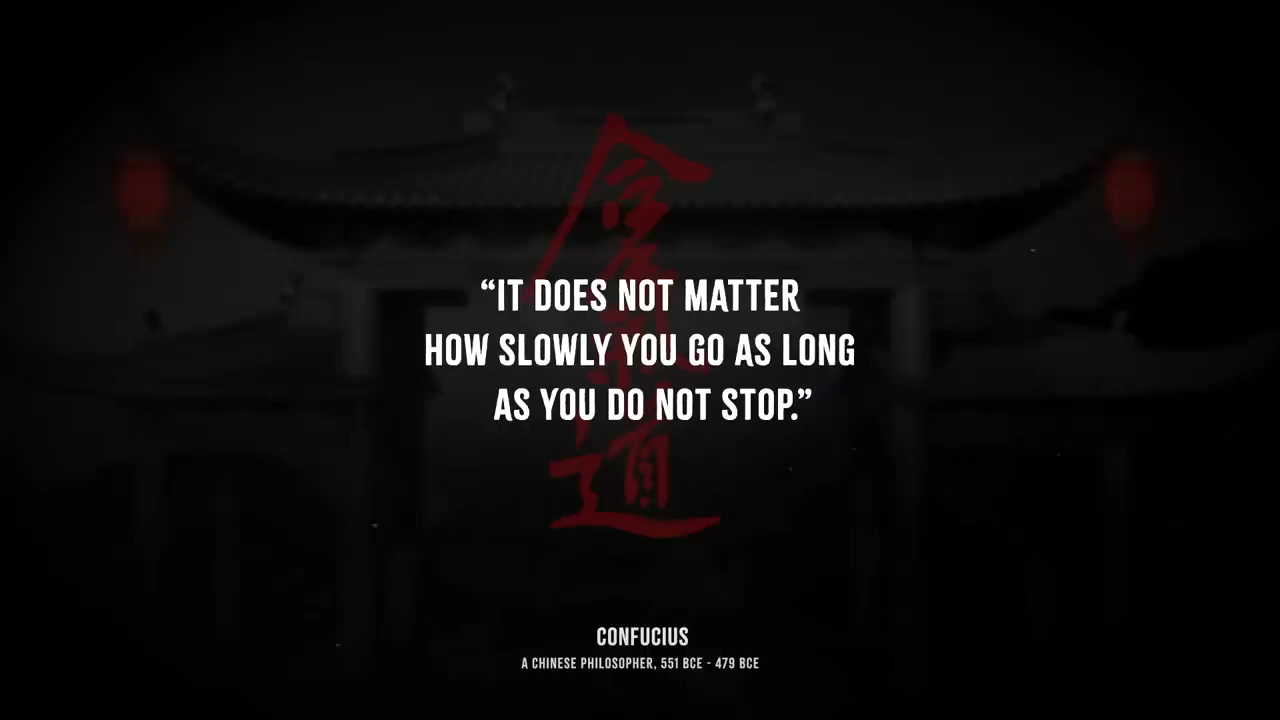 “IT DOES NOT MATTER
HOW SLOWLY YOU GO AS LONG
AS YOU DO NOT STOP.”
道
CONFUCIUS
A CHINESE PHILOSOPHER, 551 BCE - 479 BCE